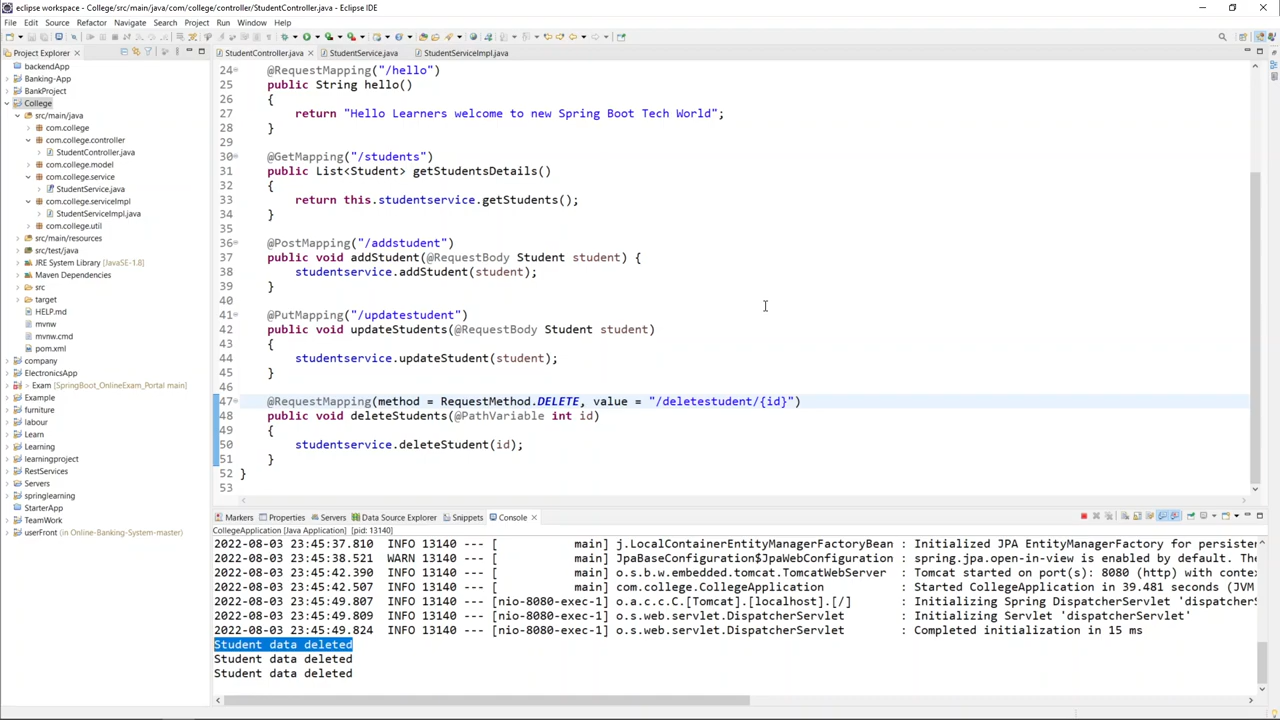 eclipse workspace - College/src/main/java/com/college/controller/StudentController.java - Eclipse IDE
File Edit Source Refactor Navigate Search Project Run Window Help
Project Explorer
backendApp
Banking-App
BankProject
College
src/main/java
com.college
com.college.controller
StudentController.java
com.college.model
com.college.service
StudentService.java
com.college.serviceImpl
StudentServiceImpl.java
com.college.util
src/main/resources
src/test/java
JRE System Library [JavaSE-1.8]
Maven Dependencies
src
target
HELP.md
mvnw
mvnw.cmd
pom.xml
company
ElectronicsApp
> Exam [SpringBoot_OnlineExam_Portal main]
Example
furniture
labour
Learn
Learning
learningproject
RestServices
Servers
springlearning
StarterApp
TeamWork
userFront (in Online-Banking-System-master)
StudentController.java StudentService.java StudentServiceImpl.java
24 @RequestMapping("/hello")
25 public String hello()
26 {
27 return "Hello Learners welcome to new Spring Boot Tech World";
28 }
29
30 @GetMapping("/students")
31 public List<Student> getStudentsDetails()
32 {
33 return this.studentservice.getStudents();
34 }
35
36 @PostMapping("/addstudent")
37 public void addStudent(@RequestBody Student student) {
38 studentservice.addStudent(student);
39 }
40
41 @PutMapping("/updatestudent")
42 public void updateStudents(@RequestBody Student student)
43 {
44 studentservice.updateStudent(student);
45 }
46
47 @RequestMapping(method = RequestMethod.DELETE, value = "/deletestudent/{id}")
48 public void deleteStudents(@PathVariable int id)
49 {
50 studentservice.deleteStudent(id);
51 }
52 }
53
Markers Properties Servers Data Source Explorer Snippets Console
CollegeApplication [Java Application] [pid: 13140]
2022-08-03 23:45:37.810 INFO 13140 --- [ main] j.LocalContainerEntityManagerFactoryBean : Initialized JPA EntityManagerFactory for persisten
2022-08-03 23:45:38.521 WARN 13140 --- [ main] JpaBaseConfiguration$JpaWebConfiguration : spring.jpa.open-in-view is enabled by default. The
2022-08-03 23:45:42.390 INFO 13140 --- [ main] o.s.b.w.embedded.tomcat.TomcatWebServer : Tomcat started on port(s): 8080 (http) with contex
2022-08-03 23:45:42.507 INFO 13140 --- [ main] com.college.CollegeApplication : Started CollegeApplication in 39.481 seconds (JVM
2022-08-03 23:45:49.807 INFO 13140 --- [nio-8080-exec-1] o.a.c.c.C.[Tomcat].[localhost].[/] : Initializing Spring DispatcherServlet 'dispatcherS
2022-08-03 23:45:49.809 INFO 13140 --- [nio-8080-exec-1] o.s.web.servlet.DispatcherServlet : Initializing Servlet 'dispatcherServlet'
2022-08-03 23:45:49.824 INFO 13140 --- [nio-8080-exec-1] o.s.web.servlet.DispatcherServlet : Completed initialization in 15 ms
Student data deleted
Student data deleted
Student data deleted